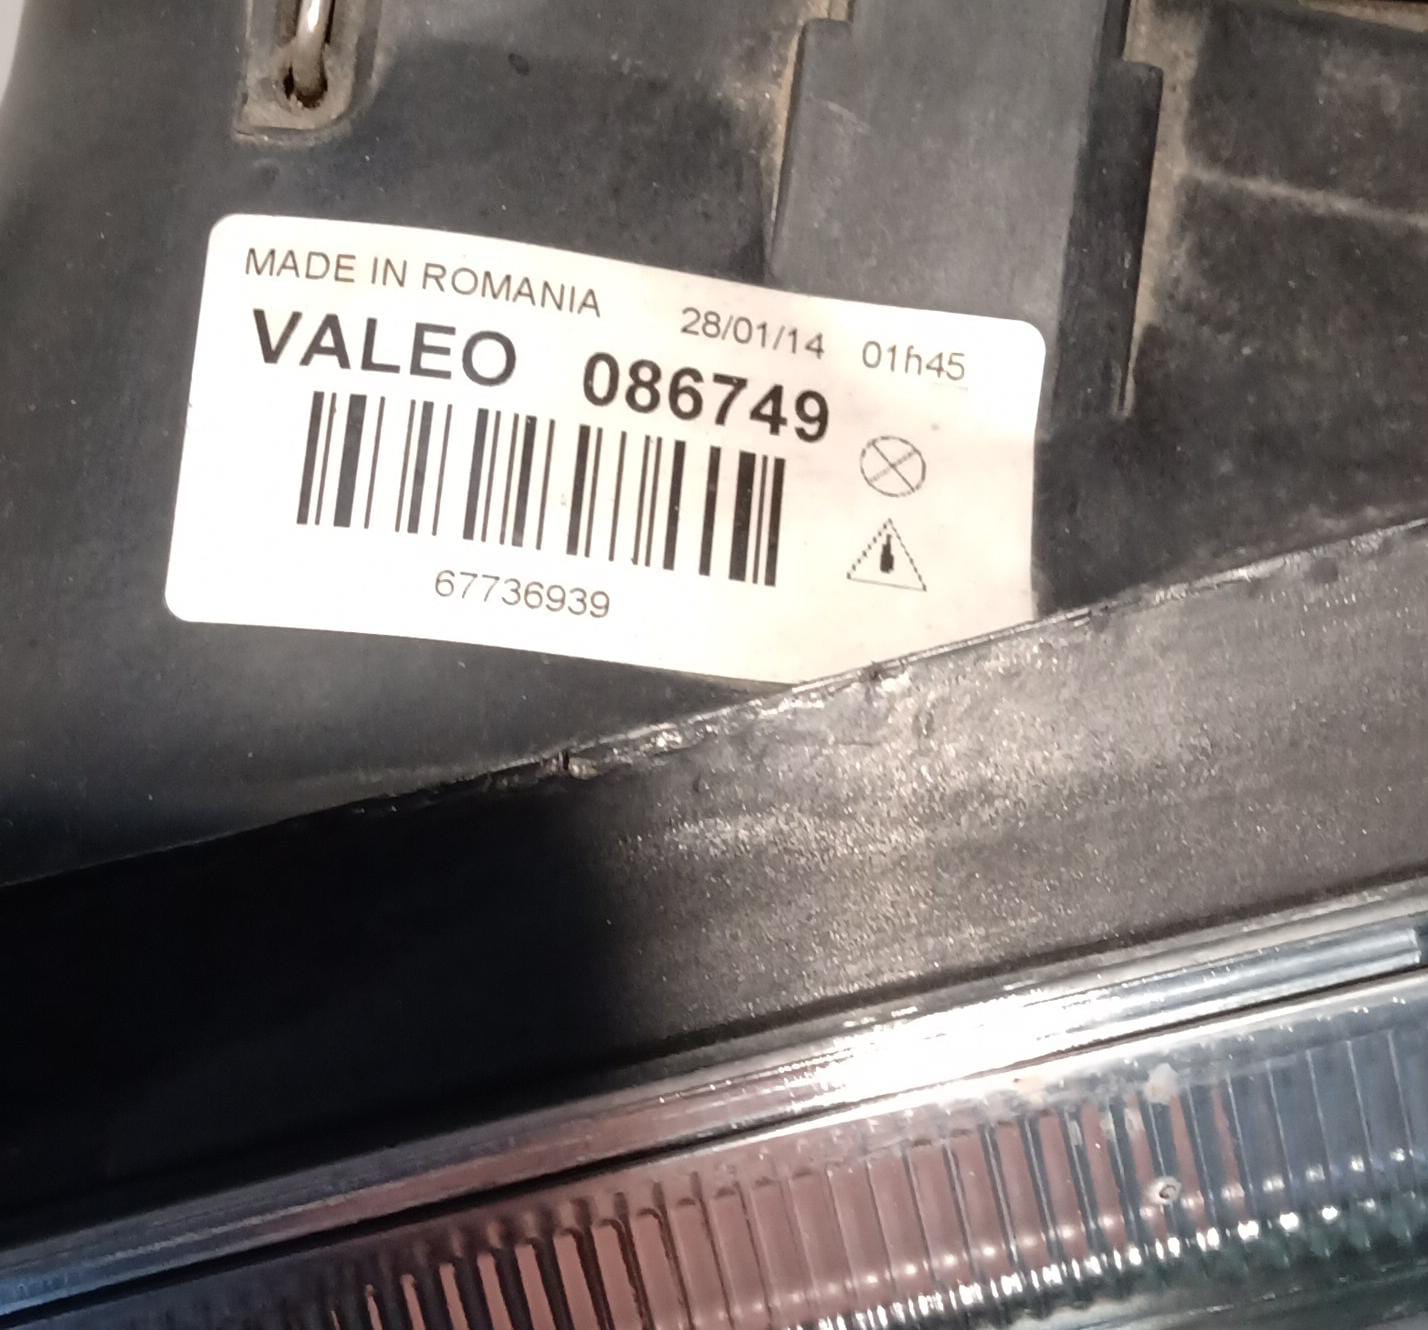 MADE IN ROMANIA 28/01/14 01h45
VALEO 086749
67736939